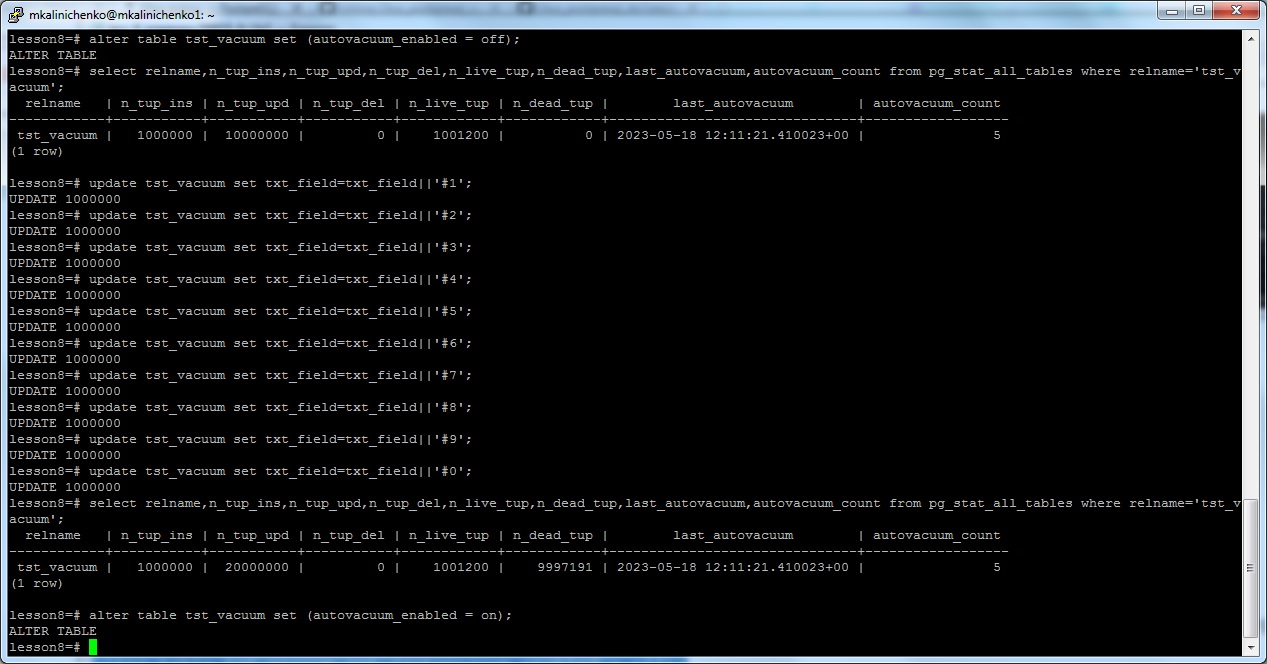 mkalinichenko@mkalinichenko1: ~
lesson8=# alter table tst_vacuum set (autovacuum_enabled = off);
ALTER TABLE
lesson8=# select relname,n_tup_ins,n_tup_upd,n_tup_del,n_live_tup,n_dead_tup,last_autovacuum,autovacuum_count from pg_stat_all_tables where relname='tst_v
acuum';
  relname   | n_tup_ins | n_tup_upd | n_tup_del | n_live_tup | n_dead_tup |        last_autovacuum        | autovacuum_count
------------+-----------+-----------+-----------+------------+------------+-------------------------------+------------------
 tst_vacuum |   1000000 |  10000000 |         0 |    1001200 |          0 | 2023-05-18 12:11:21.410023+00 |                5
(1 row)
lesson8=# update tst_vacuum set txt_field=txt_field||'#1';
UPDATE 1000000
lesson8=# update tst_vacuum set txt_field=txt_field||'#2';
UPDATE 1000000
lesson8=# update tst_vacuum set txt_field=txt_field||'#3';
UPDATE 1000000
lesson8=# update tst_vacuum set txt_field=txt_field||'#4';
UPDATE 1000000
lesson8=# update tst_vacuum set txt_field=txt_field||'#5';
UPDATE 1000000
lesson8=# update tst_vacuum set txt_field=txt_field||'#6';
UPDATE 1000000
lesson8=# update tst_vacuum set txt_field=txt_field||'#7';
UPDATE 1000000
lesson8=# update tst_vacuum set txt_field=txt_field||'#8';
UPDATE 1000000
lesson8=# update tst_vacuum set txt_field=txt_field||'#9';
UPDATE 1000000
lesson8=# update tst_vacuum set txt_field=txt_field||'#0';
UPDATE 1000000
lesson8=# select relname,n_tup_ins,n_tup_upd,n_tup_del,n_live_tup,n_dead_tup,last_autovacuum,autovacuum_count from pg_stat_all_tables where relname='tst_v
acuum';
  relname   | n_tup_ins | n_tup_upd | n_tup_del | n_live_tup | n_dead_tup |        last_autovacuum        | autovacuum_count
------------+-----------+-----------+-----------+------------+------------+-------------------------------+------------------
 tst_vacuum |   1000000 |  20000000 |         0 |    1001200 |    9997191 | 2023-05-18 12:11:21.410023+00 |                5
(1 row)
lesson8=# alter table tst_vacuum set (autovacuum_enabled = on);
ALTER TABLE
lesson8=#